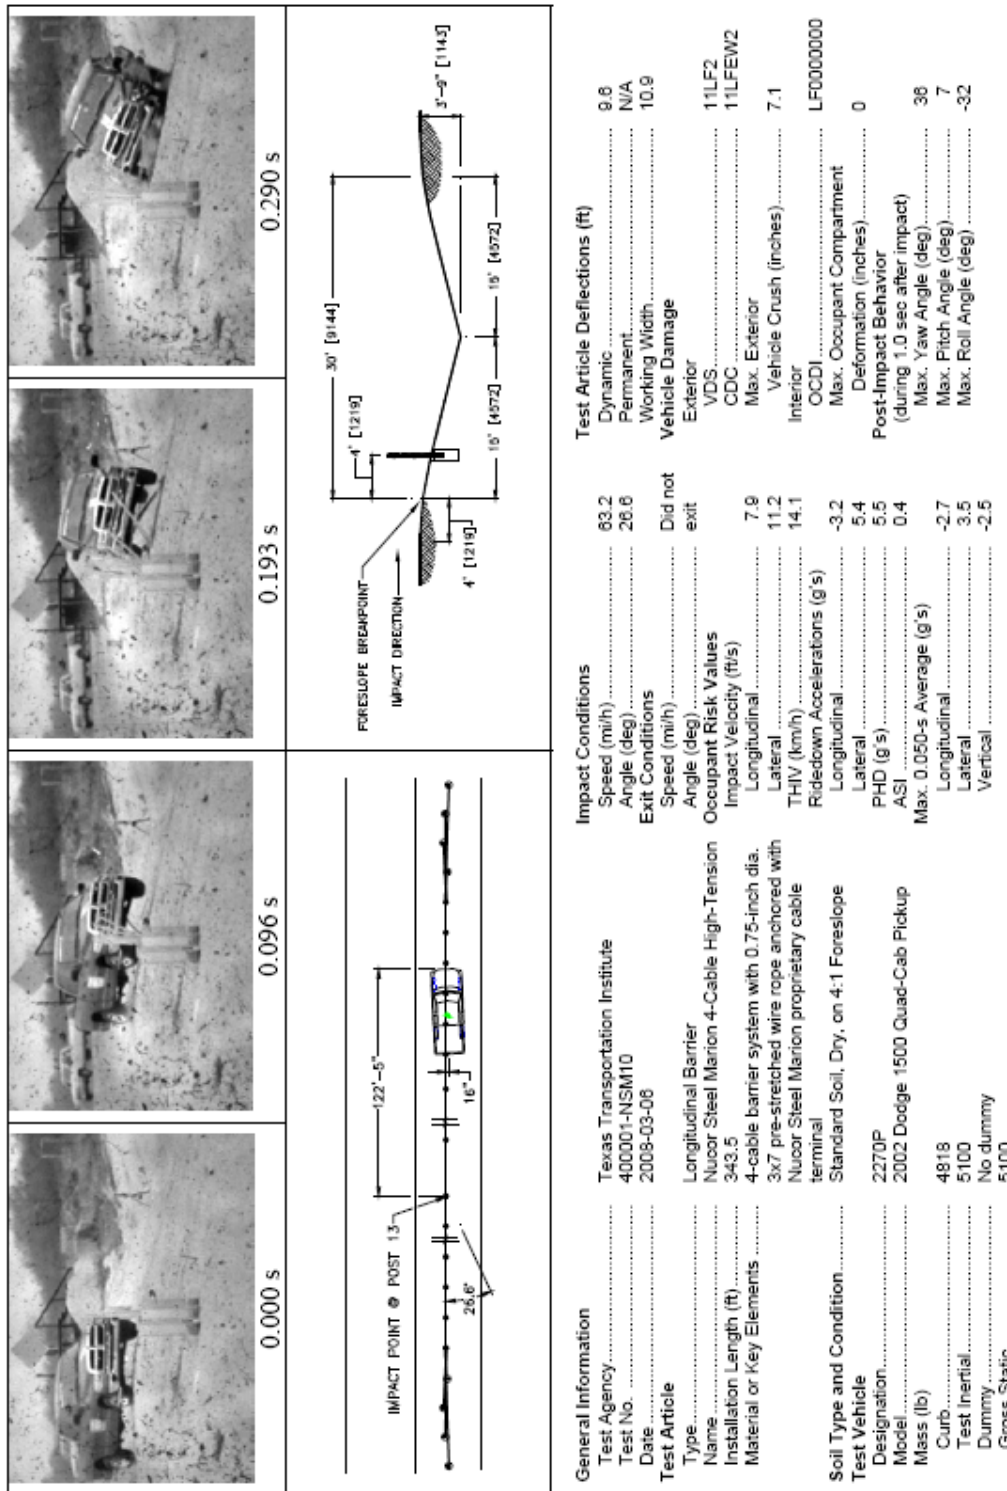 0.000 s
0.096 s
0.193 s
0.290 s
IMPACT POINT @ POST 13
122'-5"
16"
26.6°
FORESLOPE BREAKPOINT
IMPACT DIRECTION
4' [1219]
4' [1219]
30' [9144]
15' [4572]
15' [4572]
3'-9" [1143]
General Information
Test Agency Texas Transportation Institute
Test No. 400001-NSM10
Date 2008-03-06
Test Article
Type Longitudinal Barrier
Name Nucor Steel Marion 4-Cable High-Tension
Installation Length (ft) 343.5
Material or Key Elements 4-cable barrier system with 0.75-inch dia.
3x7 pre-stretched wire rope anchored with
Nucor Steel Marion proprietary cable
terminal
Soil Type and Condition Standard Soil, Dry, on 4:1 Foreslope
Test Vehicle
Designation 2270P
Model 2002 Dodge 1500 Quad-Cab Pickup
Mass (lb)
Curb 4818
Test Inertial 5100
Dummy No dummy
Gross Static 5100
Impact Conditions
Speed (mi/h) 63.2
Angle (deg) 26.6
Exit Conditions
Speed (mi/h) Did not
Angle (deg) exit
Occupant Risk Values
Impact Velocity (ft/s)
Longitudinal 7.9
Lateral 11.2
THIV (km/h) 14.1
Ridedown Accelerations (g's)
Longitudinal -3.2
Lateral 5.4
PHD (g's) 5.5
ASI 0.4
Max. 0.050-s Average (g's)
Longitudinal -2.7
Lateral 3.5
Vertical -2.5
Test Article Deflections (ft)
Dynamic 9.6
Permanent N/A
Working Width 10.9
Vehicle Damage
Exterior
VDS 11LF2
CDC 11LFEW2
Max. Exterior
Vehicle Crush (inches) 7.1
Interior
OCDI LF0000000
Max. Occupant Compartment
Deformation (inches) 0
Post-Impact Behavior
(during 1.0 sec after impact)
Max. Yaw Angle (deg) 36
Max. Pitch Angle (deg) 7
Max. Roll Angle (deg) -32